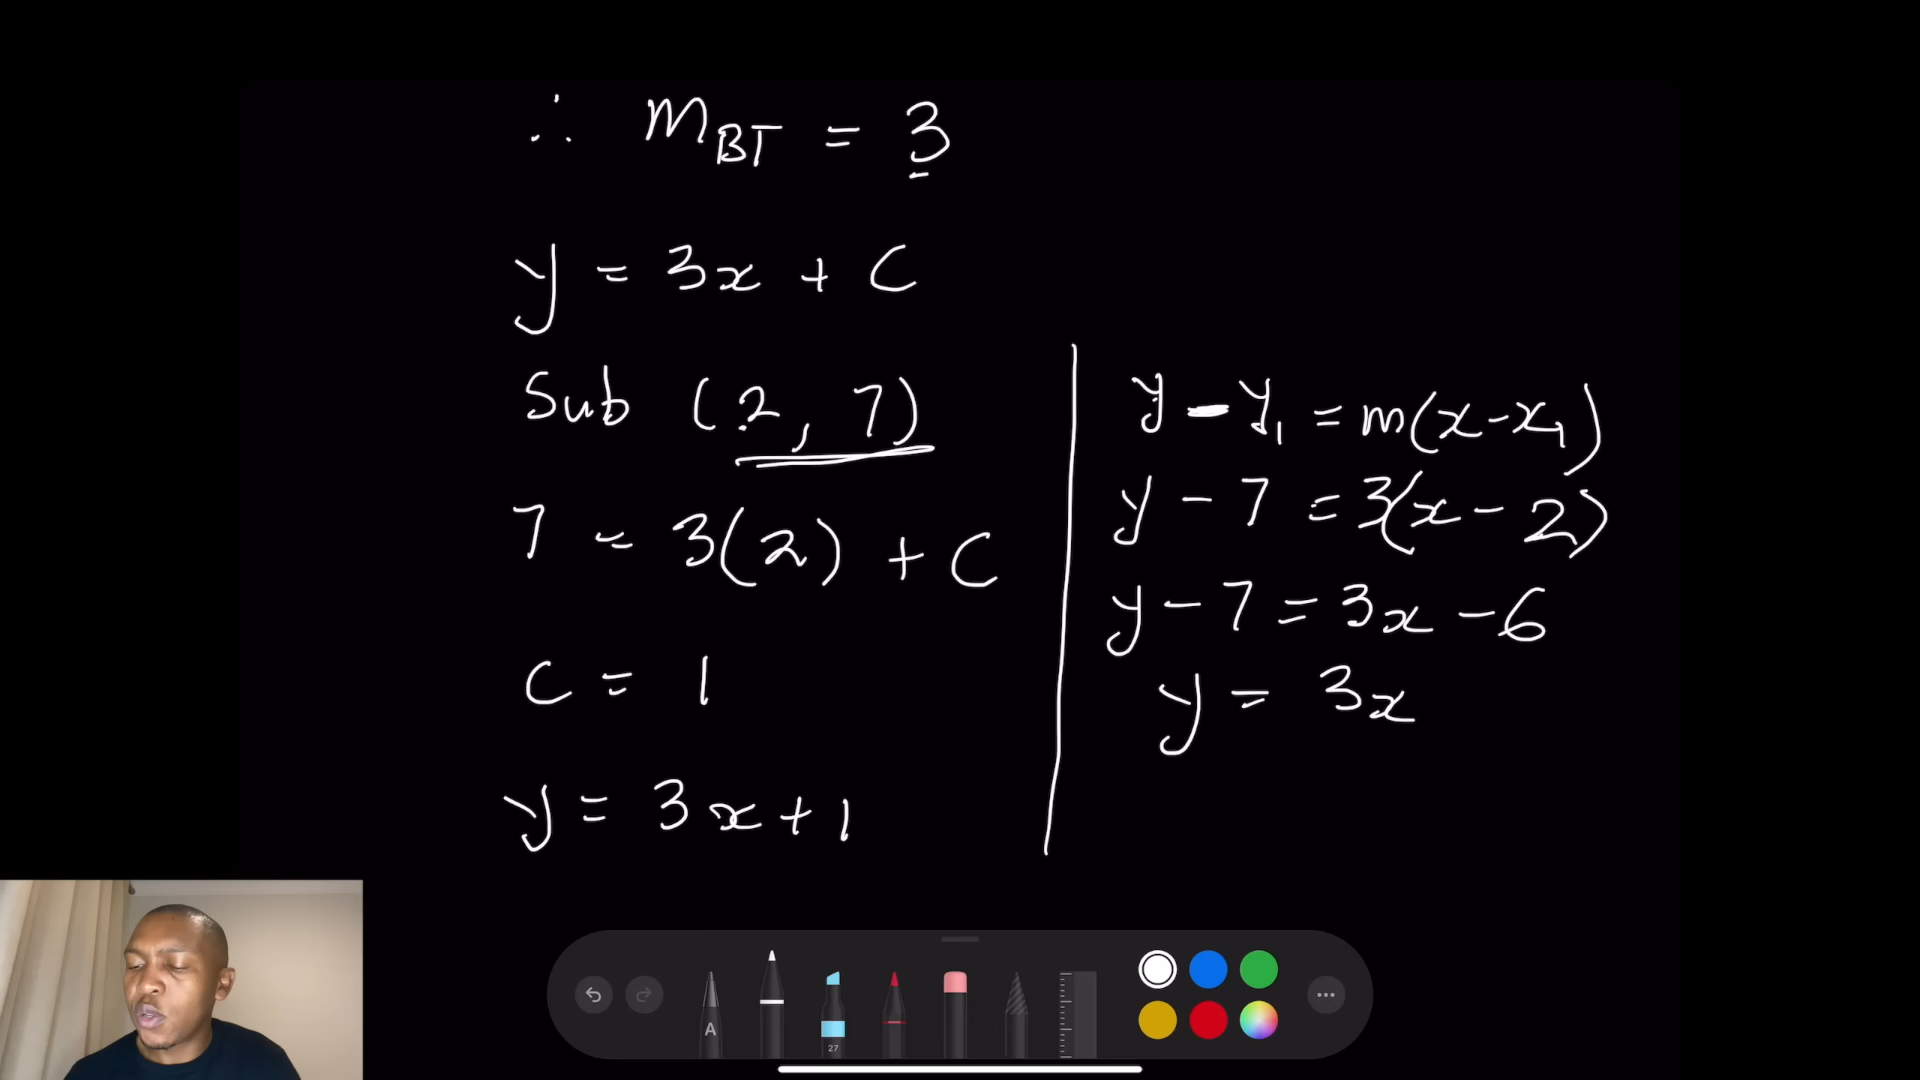 ∴ m_BT = 3
y = 3x + C
Sub (2, 7)
7 = 3(2) + C
C = 1
y = 3x + 1
y - y₁ = m(x - x₁)
y - 7 = 3(x - 2)
y - 7 = 3x - 6
y = 3x
A
27